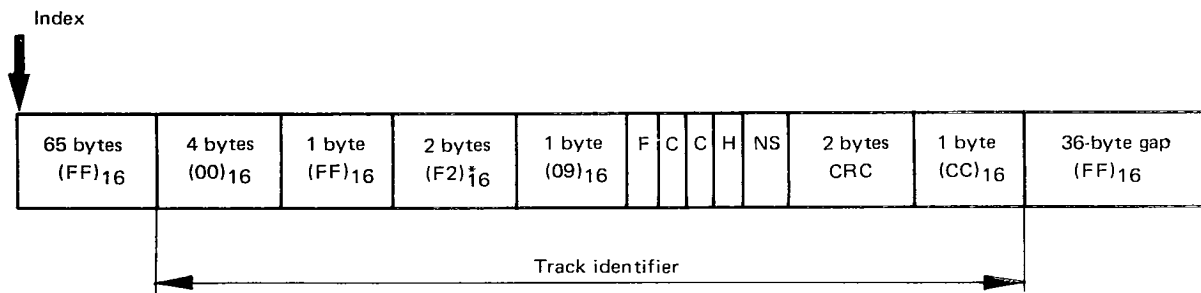 Index
65 bytes
(FF)16
4 bytes
(00)16
1 byte
(FF)16
2 bytes
(F2)*16
1 byte
(09)16
F
C
C
H
NS
2 bytes
CRC
1 byte
(CC)16
36-byte gap
(FF)16
Track identifier